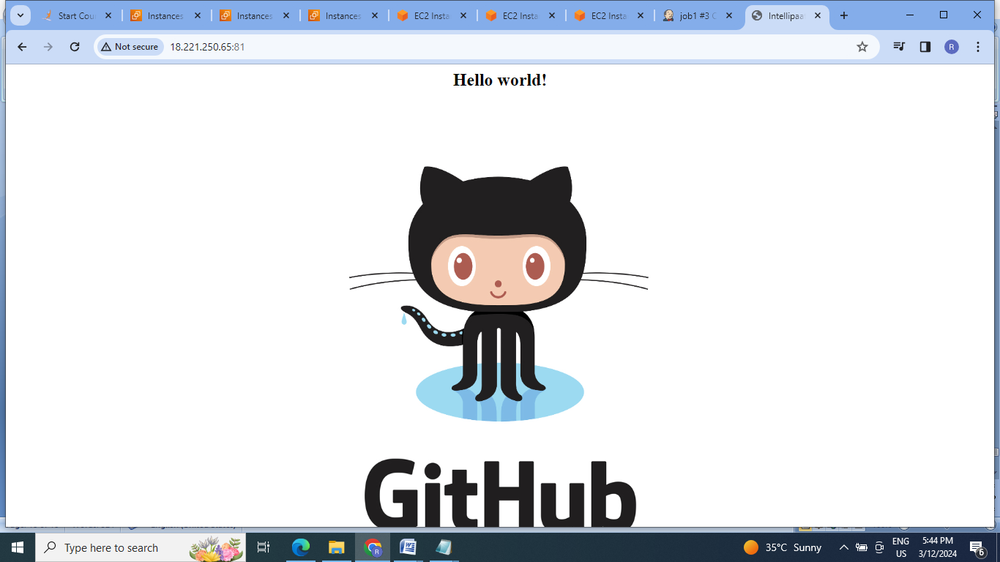 Start Cou
Instances
Instances
Instances
EC2 Insta
EC2 Insta
EC2 Insta
job1 #3 C
Intellipaa
Not secure
18.221.250.65:81
R
Hello world!
GitHub
Type here to search
35°C Sunny
ENG
US
5:44 PM
3/12/2024
6